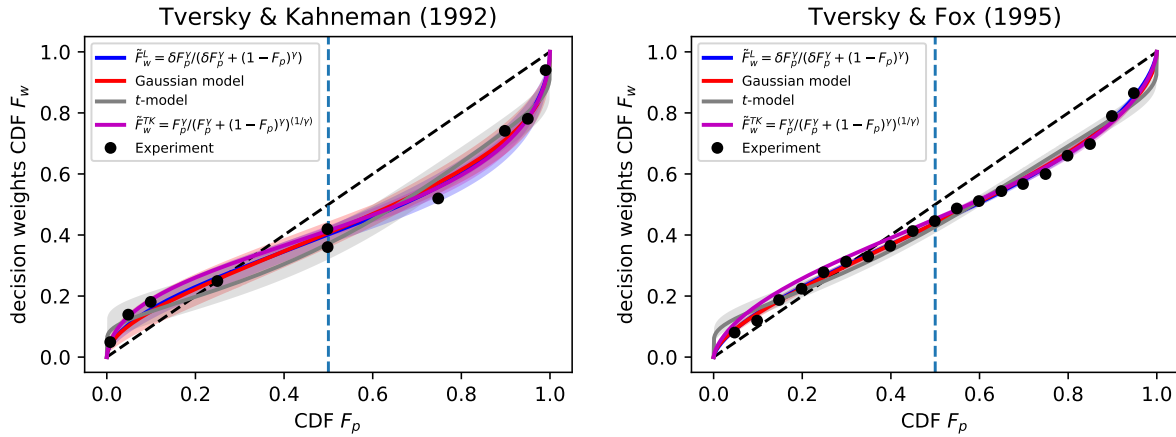 Tversky & Kahneman (1992)
decision weights CDF F_w
1.0
0.8
0.6
0.4
0.2
0.0
F̃_w^L = δF_p^γ/(δF_p^γ + (1 − F_p)^γ)
Gaussian model
t-model
F̃_w^TK = F_p^γ/(F_p^γ + (1 − F_p)^γ)^(1/γ)
Experiment
0.0 0.2 0.4 0.6 0.8 1.0
CDF F_p
Tversky & Fox (1995)
decision weights CDF F_w
1.0
0.8
0.6
0.4
0.2
0.0
F̃_w^L = δF_p^γ/(δF_p^γ + (1 − F_p)^γ)
Gaussian model
t-model
F̃_w^TK = F_p^γ/(F_p^γ + (1 − F_p)^γ)^(1/γ)
Experiment
0.0 0.2 0.4 0.6 0.8 1.0
CDF F_p